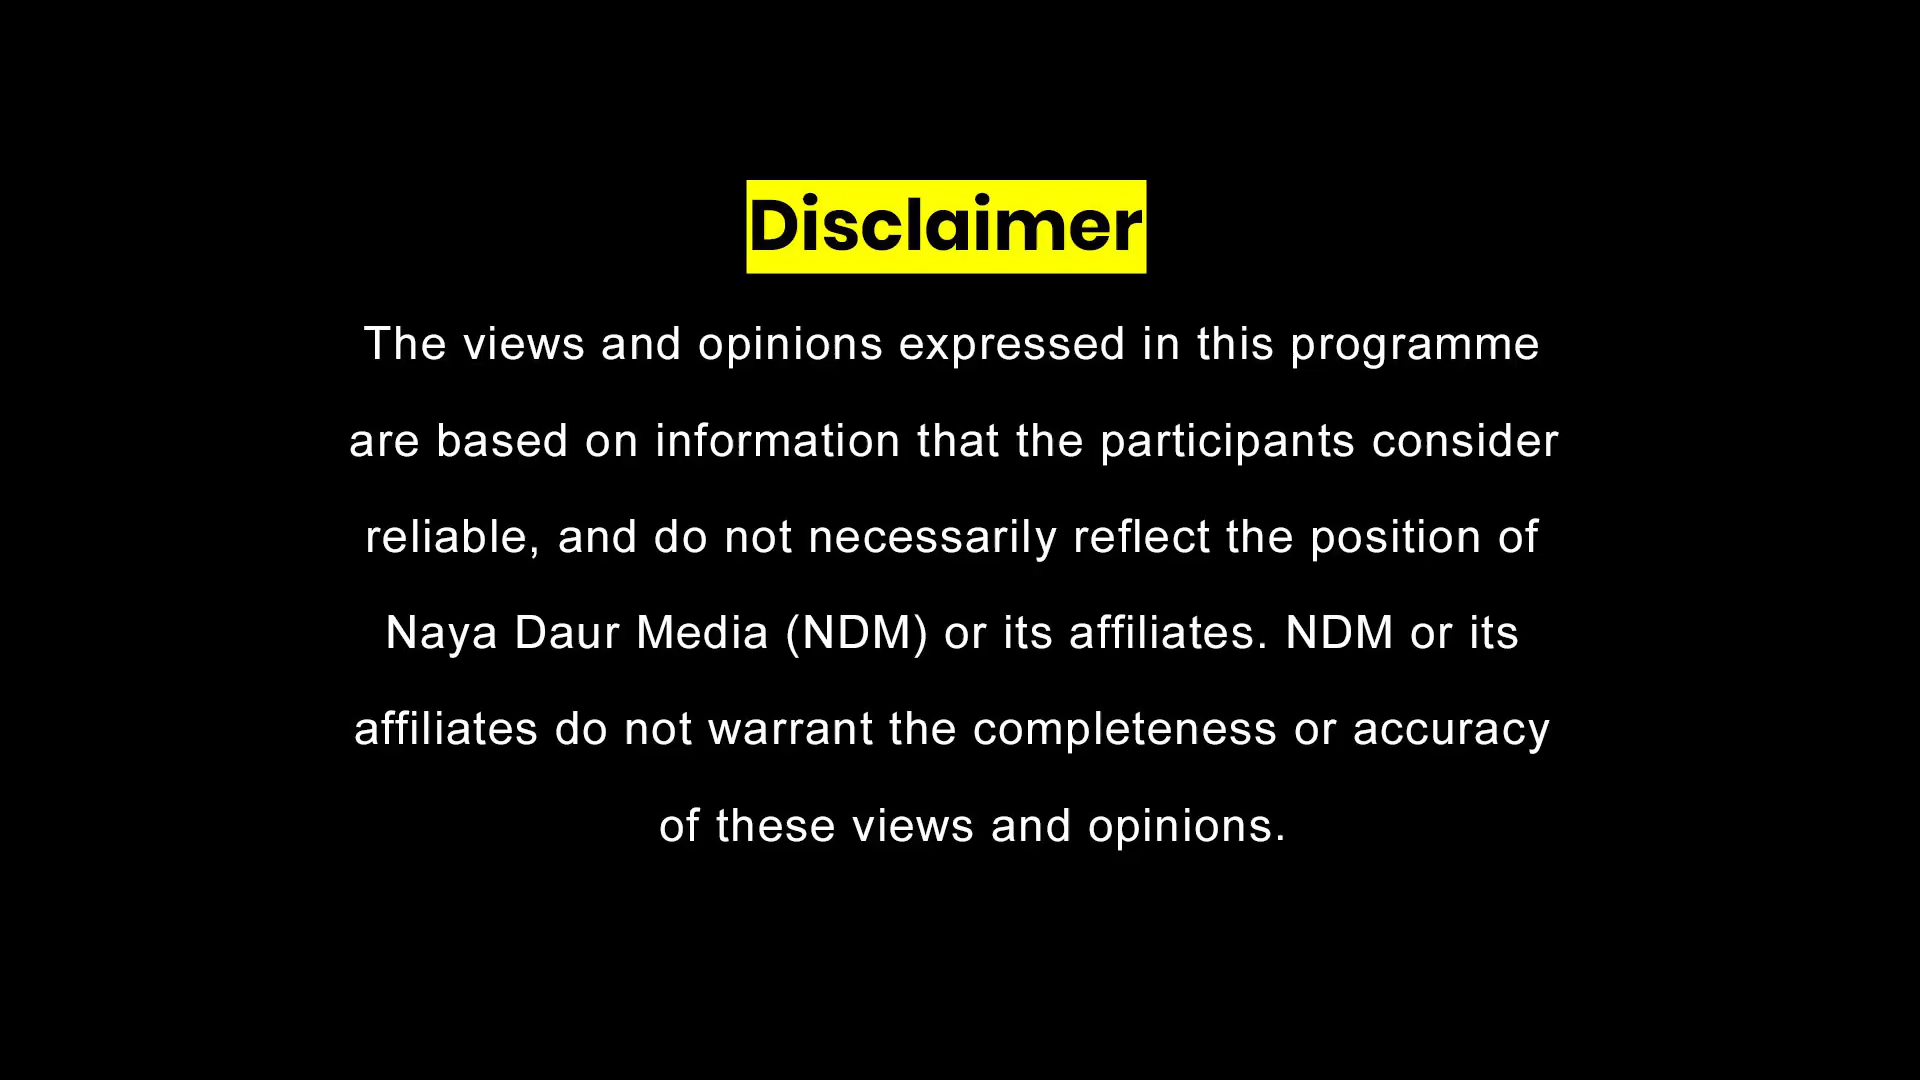 Disclaimer
The views and opinions expressed in this programme
are based on information that the participants consider
reliable, and do not necessarily reflect the position of
Naya Daur Media (NDM) or its affiliates. NDM or its
affiliates do not warrant the completeness or accuracy
of these views and opinions.